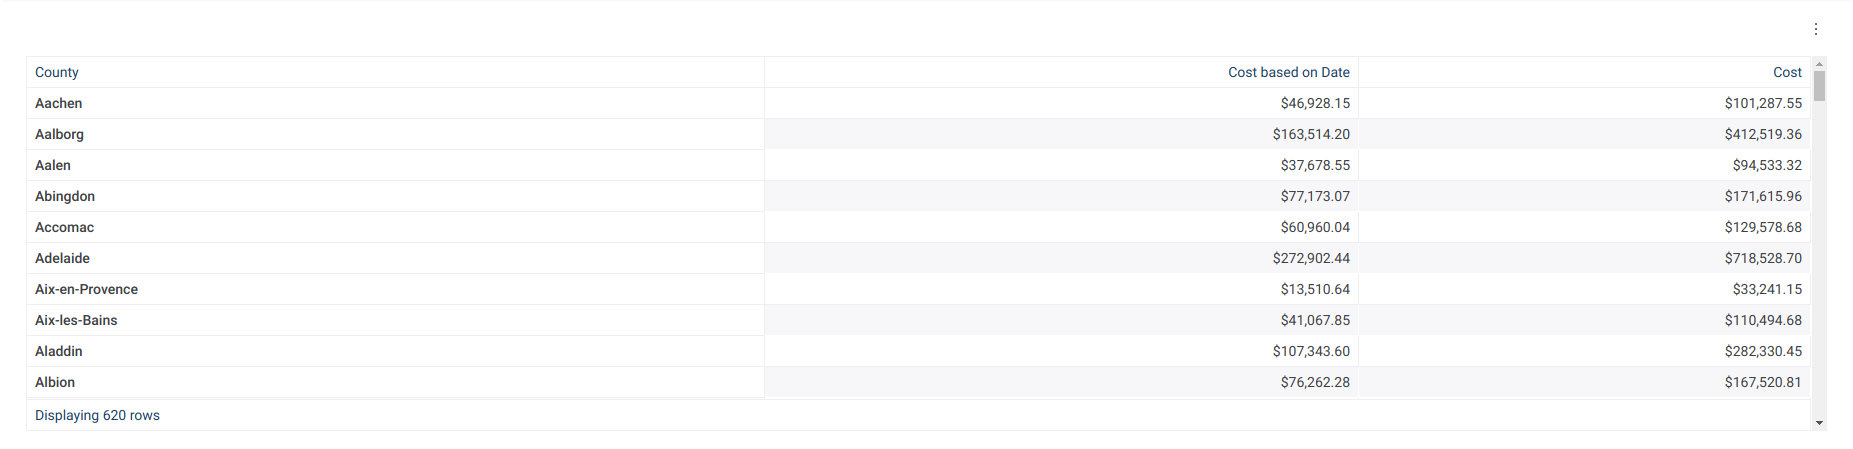 County Cost based on Date Cost
Aachen $46,928.15 $101,287.55
Aalborg $163,514.20 $412,519.36
Aalen $37,678.55 $94,533.32
Abingdon $77,173.07 $171,615.96
Accomac $60,960.04 $129,578.68
Adelaide $272,902.44 $718,528.70
Aix-en-Provence $13,510.64 $33,241.15
Aix-les-Bains $41,067.85 $110,494.68
Aladdin $107,343.60 $282,330.45
Albion $76,262.28 $167,520.81
Displaying 620 rows